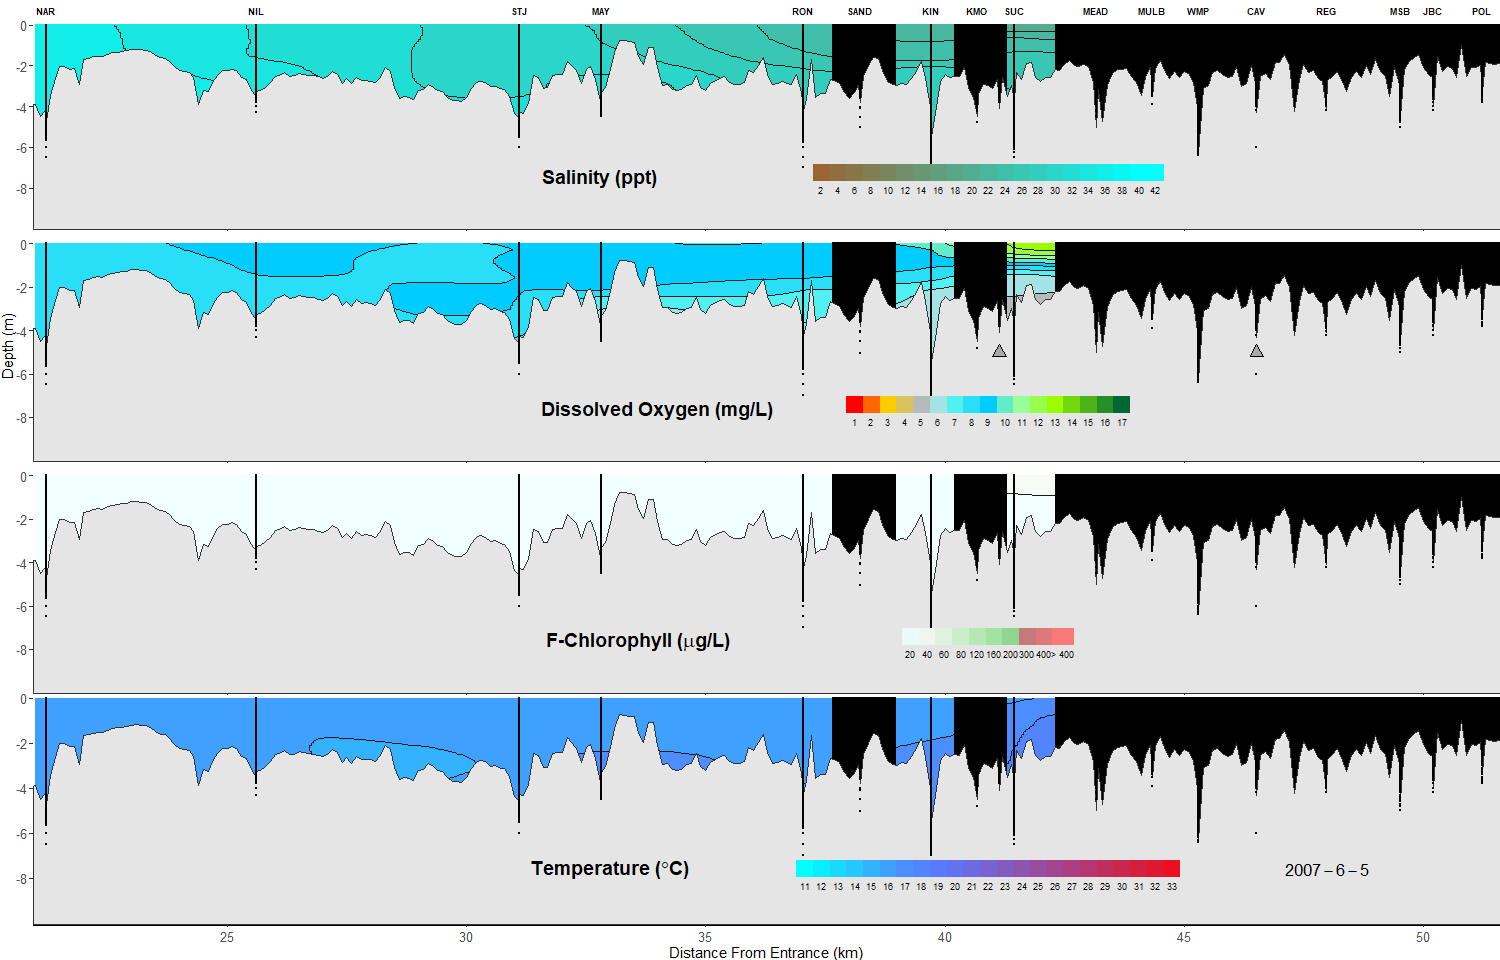 NAR NIL STJ MAY RON SAND KIN KMO SUC MEAD MULB WMP CAV REG MSB JBC POL
0
-2
-4
-6
-8
Salinity (ppt)
2 4 6 8 10 12 14 16 18 20 22 24 26 28 30 32 34 36 38 40 42
0
-2
-4
-6
-8
Depth (m)
Dissolved Oxygen (mg/L)
1 2 3 4 5 6 7 8 9 10 11 12 13 14 15 16 17
0
-2
-4
-6
-8
F-Chlorophyll (μg/L)
20 40 60 80 120 160 200 300 400> 400
0
-2
-4
-6
-8
Temperature (°C)
11 12 13 14 15 16 17 18 19 20 21 22 23 24 25 26 27 28 29 30 31 32 33
2007–6–5
25 30 35 40 45 50
Distance From Entrance (km)